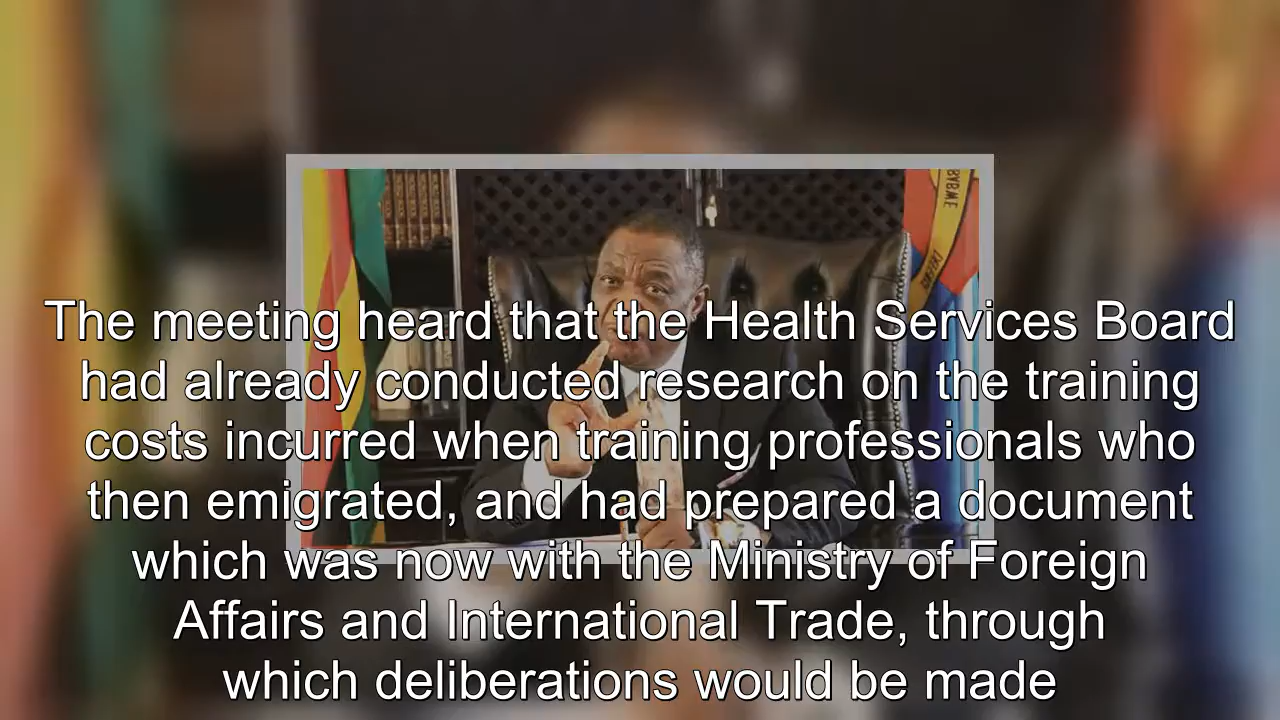 The meeting heard that the Health Services Board
had already conducted research on the training
costs incurred when training professionals who
then emigrated, and had prepared a document
which was now with the Ministry of Foreign
Affairs and International Trade, through
which deliberations would be made